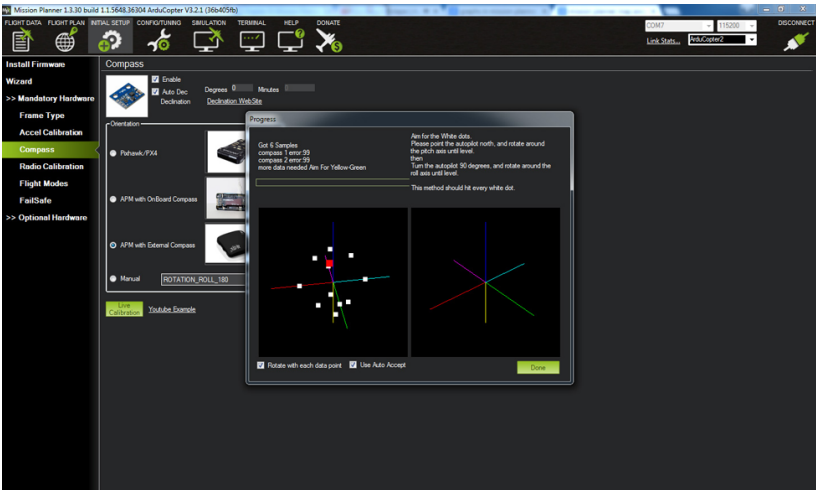 Mission Planner 1.3.30 build 1.1.5648.36304 ArduCopter V3.2.1 (36b405fb)
FLIGHT DATA FLIGHT PLAN INITIAL SETUP CONFIG/TUNING SIMULATION TERMINAL HELP DONATE
COM7 115200 DISCONNECT
Link Stats... ArduCopter2
Install Firmware
Wizard
>> Mandatory Hardware
Frame Type
Accel Calibration
Compass
Radio Calibration
Flight Modes
FailSafe
>> Optional Hardware
Compass
Enable
Auto Dec
Degrees 0 Minutes
Declination Declination WebSite
Orientation
Pixhawk/PX4
APM with OnBoard Compass
APM with External Compass
Manual ROTATION_ROLL_180
Live
Calibration
Youtube Example
Progress
Got 6 Samples
compass 1 error:99
compass 2 error:99
more data needed Aim For Yellow-Green
Aim for the White dots.
Please point the autopilot north, and rotate around
the pitch axis until level.
then
Turn the autopilot 90 degrees, and rotate around the
roll axis until level.
This method should hit every white dot.
Rotate with each data point Use Auto Accept
Done